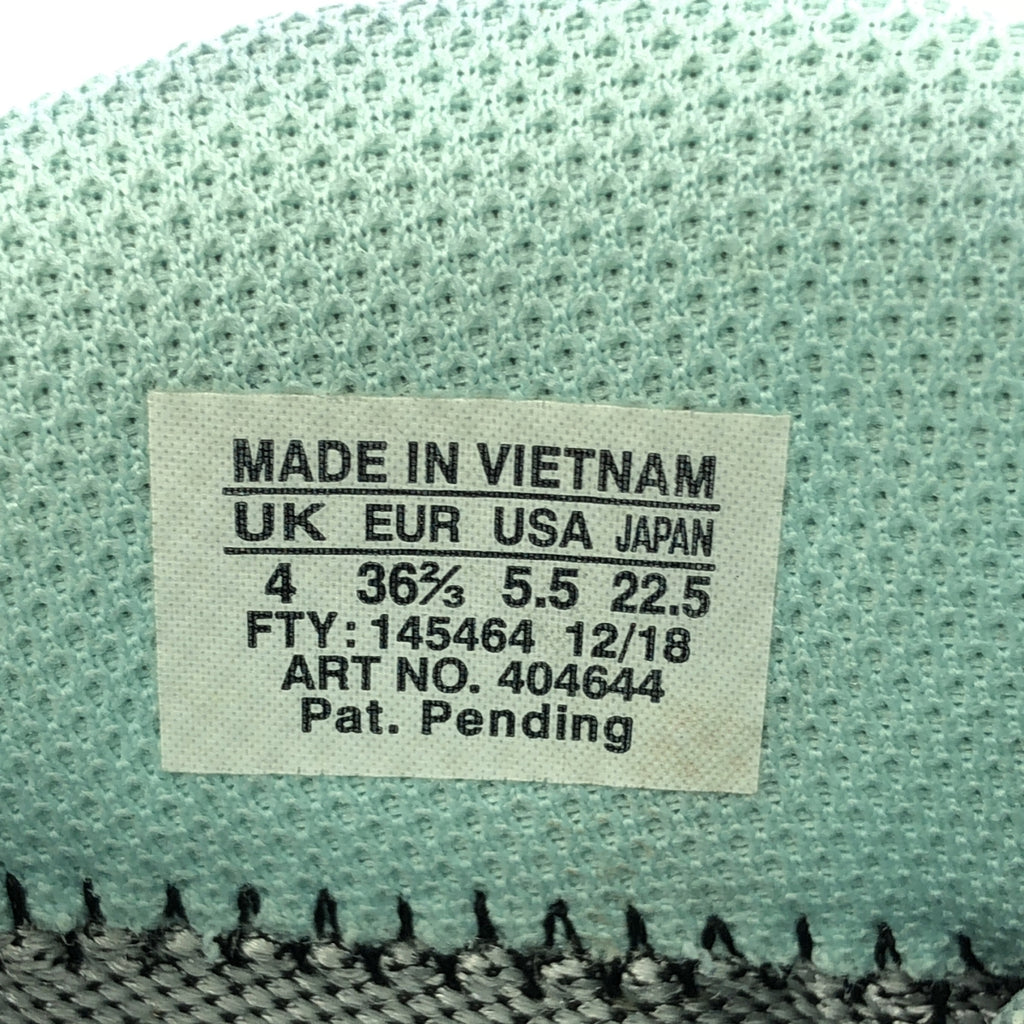 MADE IN VIETNAM
UK EUR USA JAPAN
4 36⅔ 5.5 22.5
FTY: 145464 12/18
ART NO. 404644
Pat. Pending